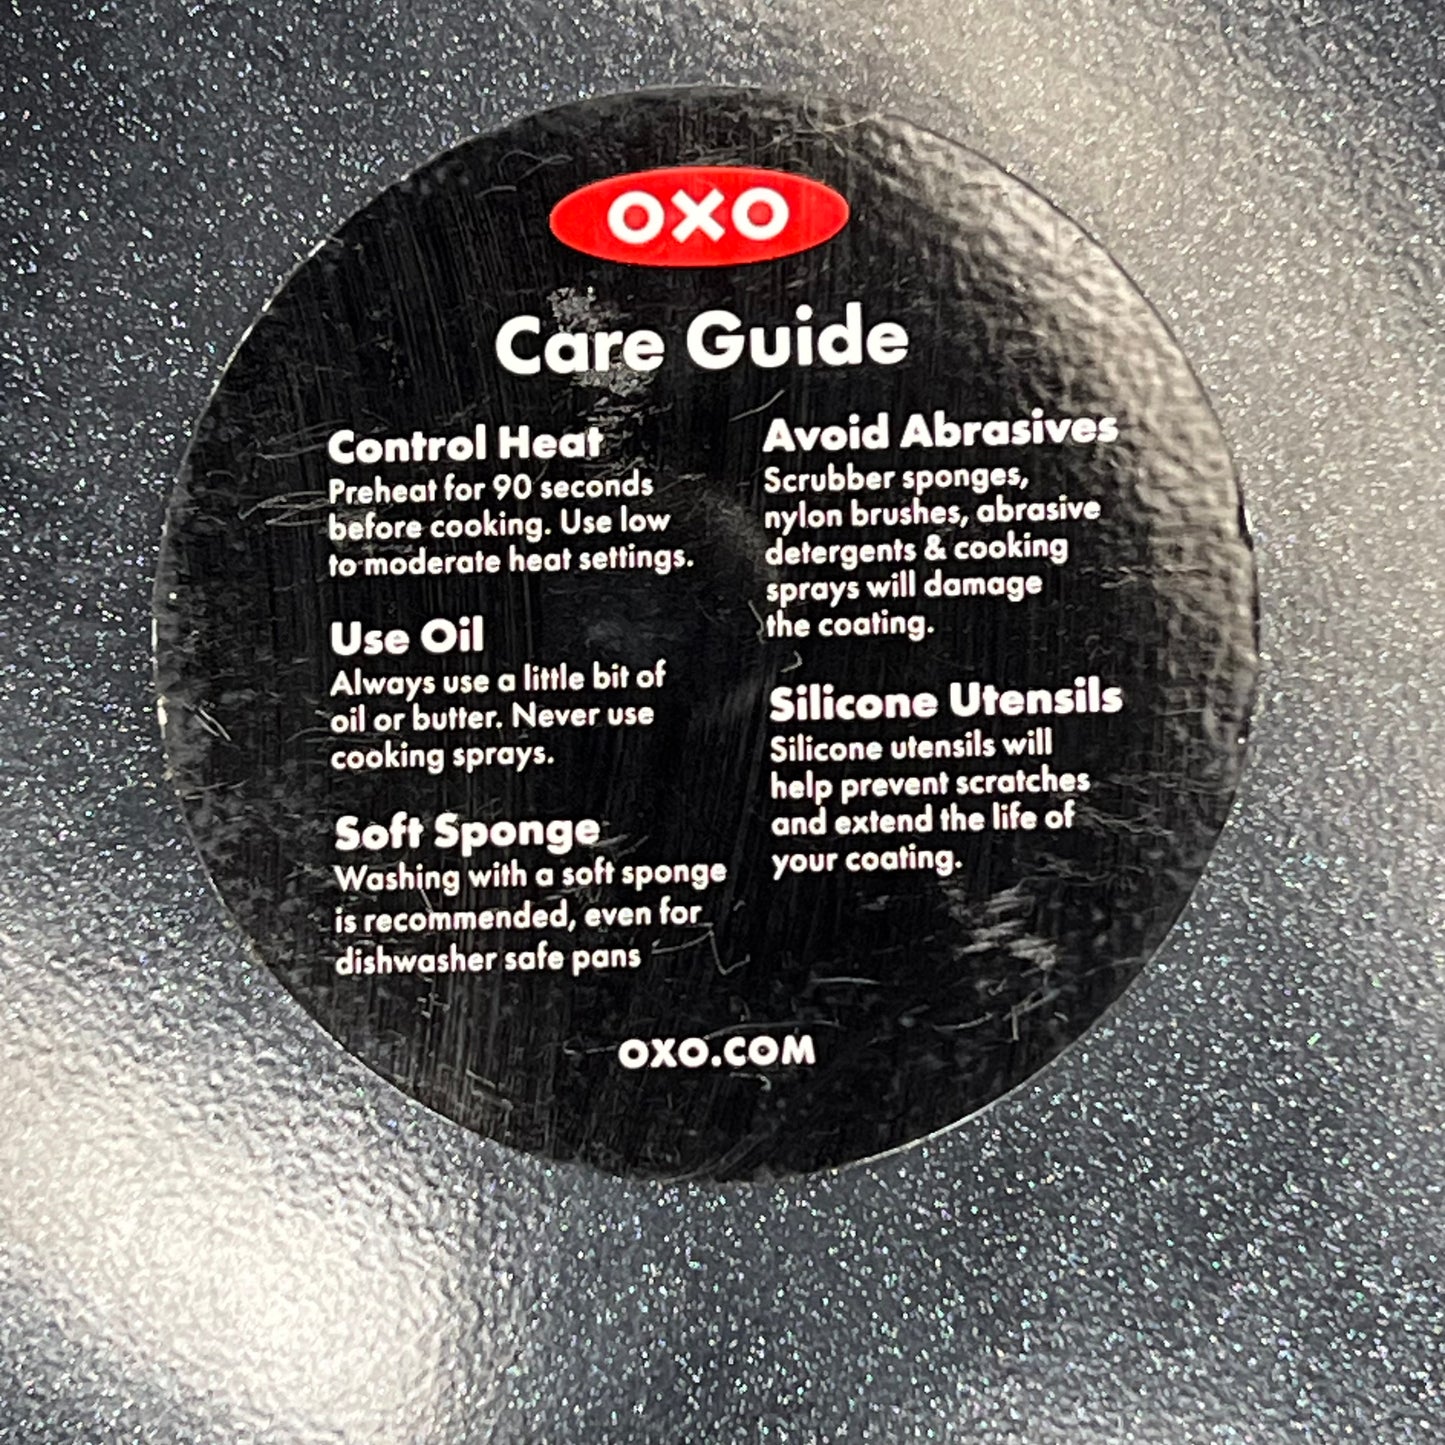 OXO
Care Guide
Control Heat
Preheat for 90 seconds
before cooking. Use low
to moderate heat settings.
Use Oil
Always use a little bit of
oil or butter. Never use
cooking sprays.
Soft Sponge
Washing with a soft sponge
is recommended, even for
dishwasher safe pans
Avoid Abrasives
Scrubber sponges,
nylon brushes, abrasive
detergents & cooking
sprays will damage
the coating.
Silicone Utensils
Silicone utensils will
help prevent scratches
and extend the life of
your coating.
OXO.COM